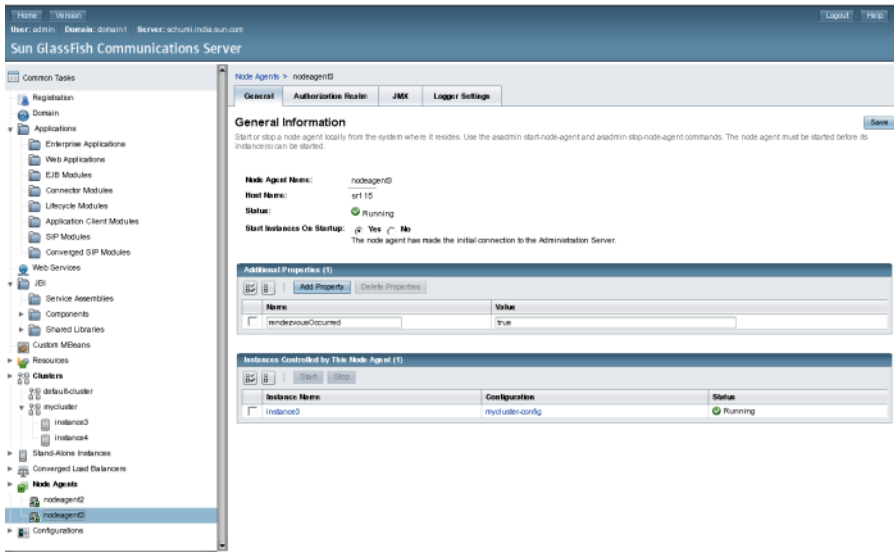 Home Version Logout Help
User: admin Domain: domain1 Server: schumi.india.sun.com
Sun GlassFish Communications Server
Common Tasks
Registration
Domain
Applications
Enterprise Applications
Web Applications
EJB Modules
Connector Modules
Lifecycle Modules
Application Client Modules
SIP Modules
Converged SIP Modules
Web Services
JBI
Service Assemblies
Components
Shared Libraries
Custom MBeans
Resources
Clusters
default-cluster
mycluster
instance3
instance4
Stand-Alone Instances
Converged Load Balancers
Node Agents
nodeagent2
nodeagent3
Configurations
Node Agents > nodeagent3
General Authorization Realm JMX Logger Settings
General Information Save
Start or stop a node agent locally from the system where it resides. Use the asadmin start-node-agent and asadmin stop-node-agent commands. The node agent must be started before its
instance(s) can be started.
Node Agent Name: nodeagent3
Host Name: sr1 15
Status: Running
Start Instances On Startup: Yes No
The node agent has made the initial connection to the Administration Server.
Additional Properties (1)
Add Property Delete Properties
Name Value
rendezvousOccurred true
Instances Controlled by This Node Agent (1)
Start Stop
Instance Name Configuration Status
instance3 mycluster-config Running